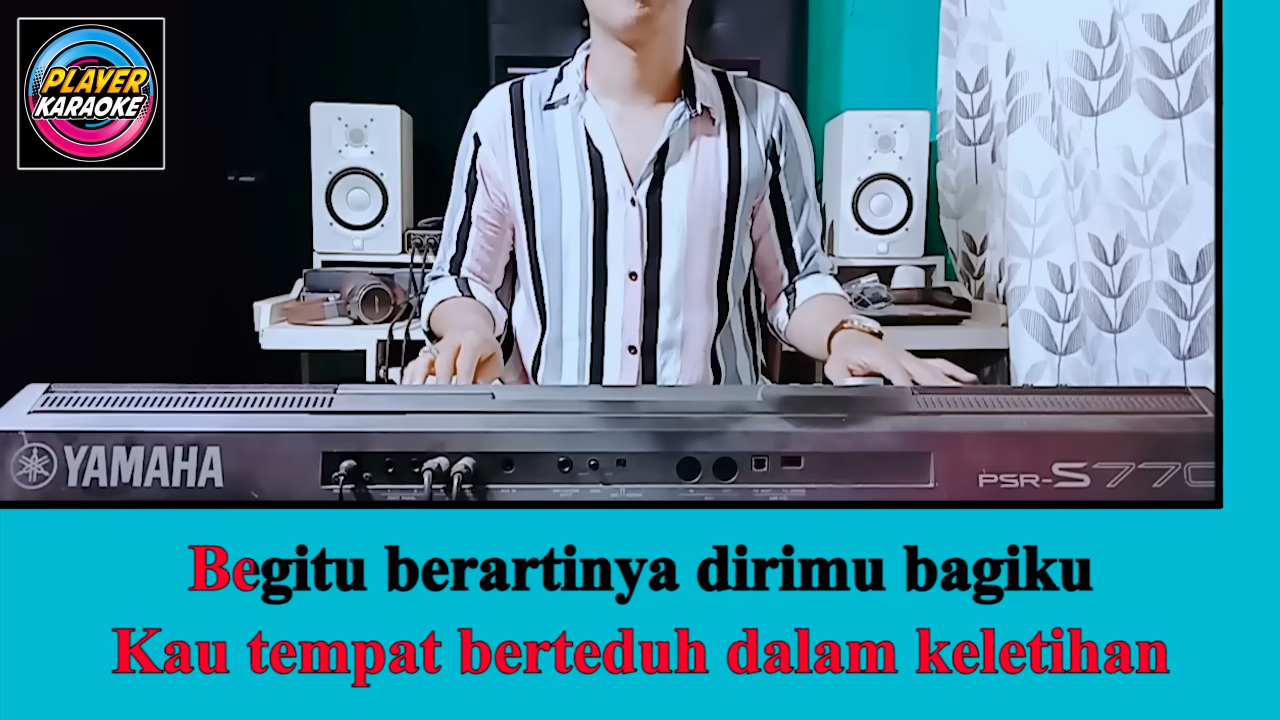 PLAYER
KARAOKE
YAMAHA
PSR-S770
Begitu berartinya dirimu bagiku
Kau tempat berteduh dalam keletihan